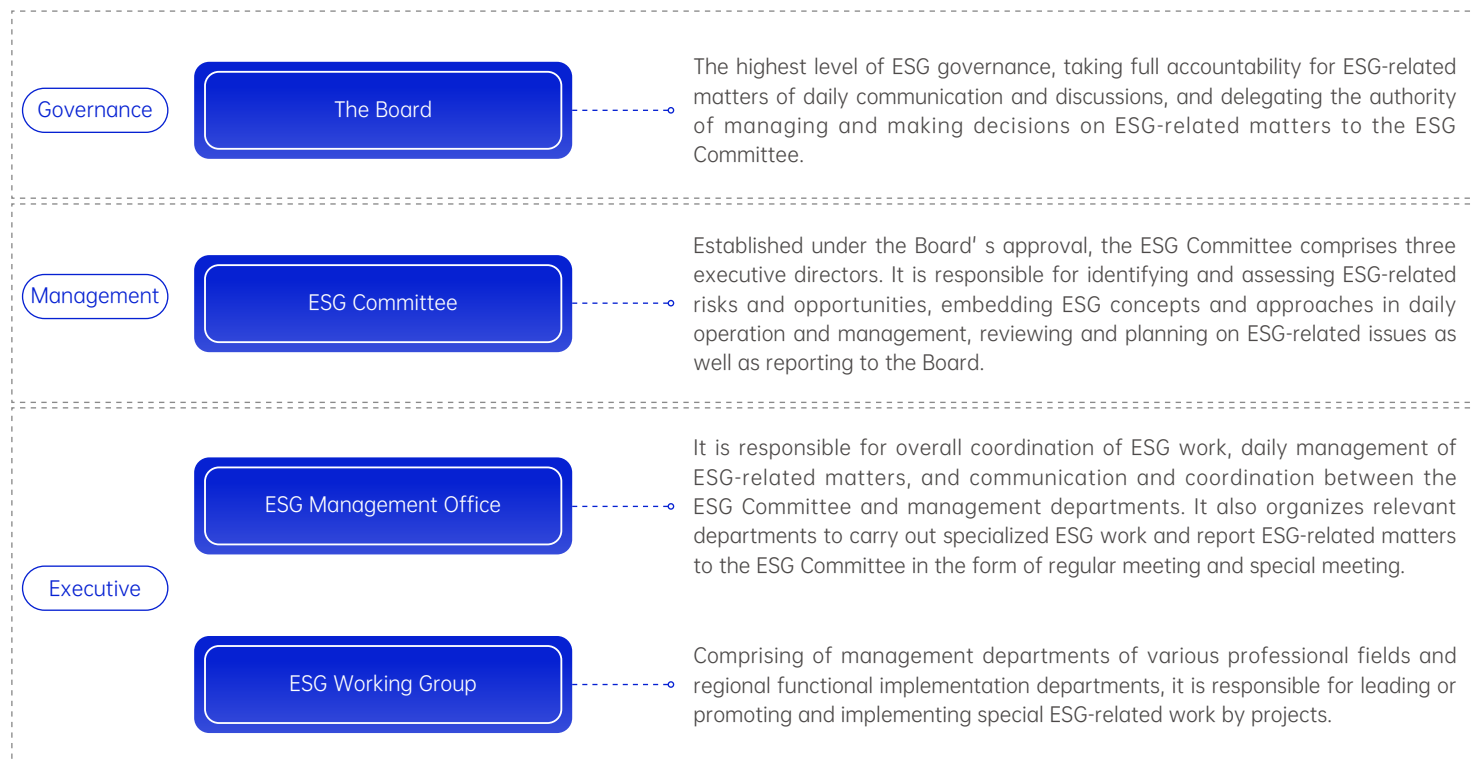 Governance
The Board
The highest level of ESG governance, taking full accountability for ESG-related
matters of daily communication and discussions, and delegating the authority
of managing and making decisions on ESG-related matters to the ESG
Committee.
Management
ESG Committee
Established under the Board' s approval, the ESG Committee comprises three
executive directors. It is responsible for identifying and assessing ESG-related
risks and opportunities, embedding ESG concepts and approaches in daily
operation and management, reviewing and planning on ESG-related issues as
well as reporting to the Board.
Executive
ESG Management Office
It is responsible for overall coordination of ESG work, daily management of
ESG-related matters, and communication and coordination between the
ESG Committee and management departments. It also organizes relevant
departments to carry out specialized ESG work and report ESG-related matters
to the ESG Committee in the form of regular meeting and special meeting.
ESG Working Group
Comprising of management departments of various professional fields and
regional functional implementation departments, it is responsible for leading or
promoting and implementing special ESG-related work by projects.